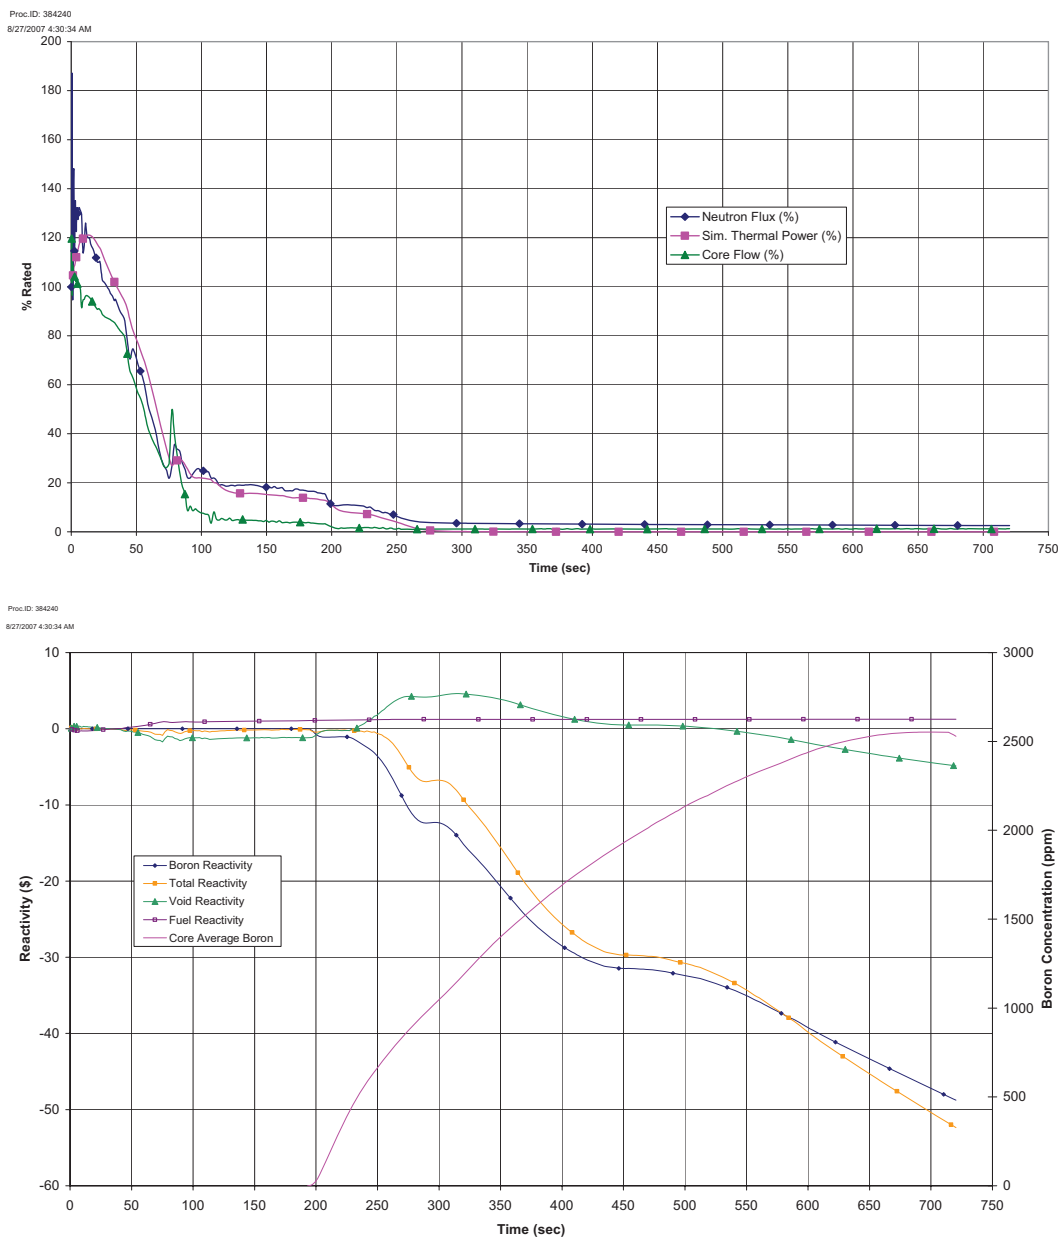 Proc.ID: 384240
8/27/2007 4:30:34 AM
200
180
160
140
120
100
80
60
40
20
0
% Rated
Neutron Flux (%)
Sim. Thermal Power (%)
Core Flow (%)
0 50 100 150 200 250 300 350 400 450 500 550 600 650 700 750
Time (sec)
Proc.ID: 384240
8/27/2007 4:30:34 AM
10
0
-10
-20
-30
-40
-50
-60
Reactivity ($)
Boron Reactivity
Total Reactivity
Void Reactivity
Fuel Reactivity
Core Average Boron
3000
2500
2000
1500
1000
500
0
Boron Concentration (ppm)
0 50 100 150 200 250 300 350 400 450 500 550 600 650 700 750
Time (sec)